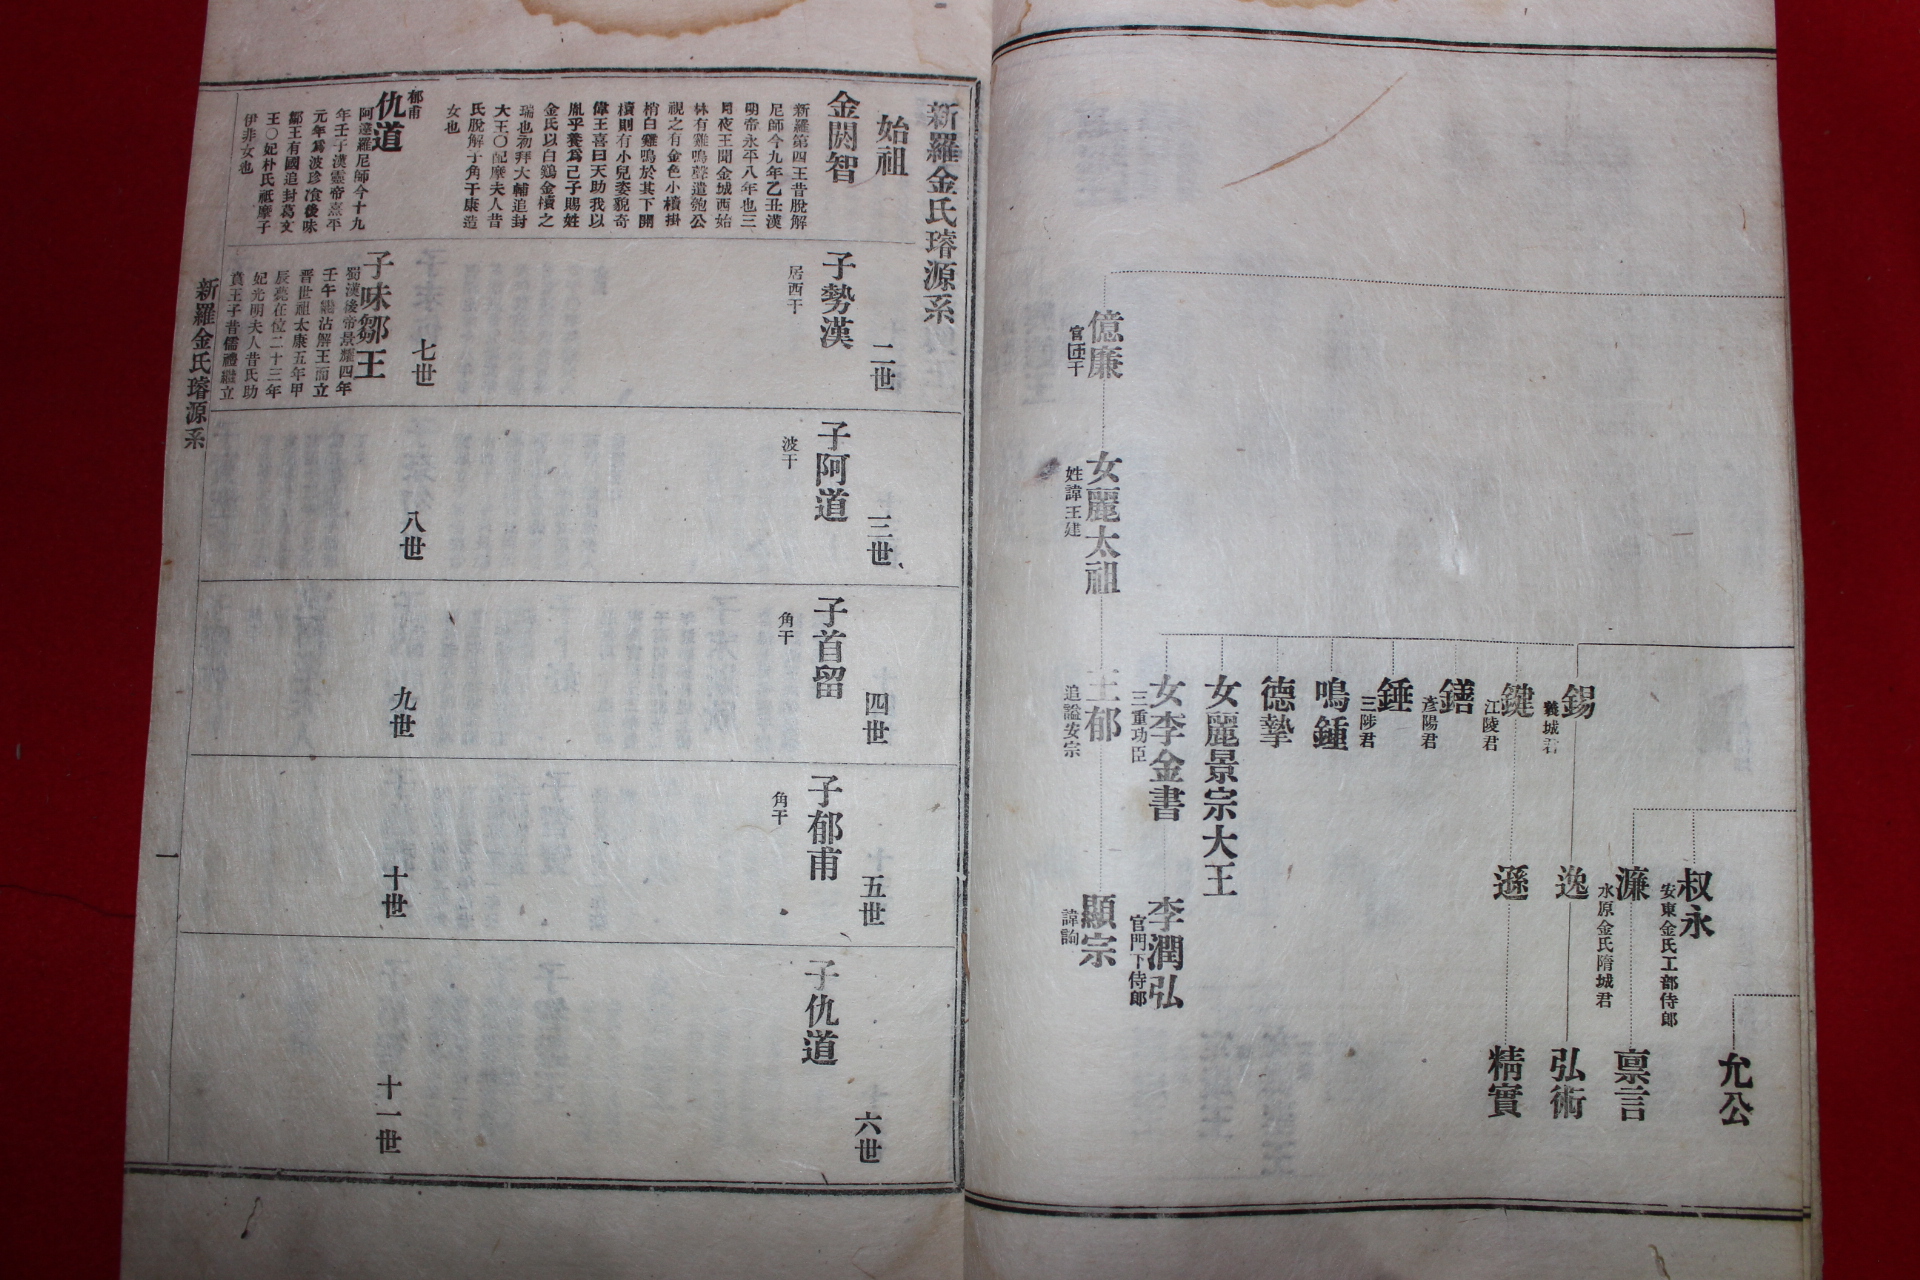 允公
叔永
安東金氏工部侍郞
濂
水原金氏隋城君
禀言
錫
義城君
逸
弘術
鍵
江陵君
遜
精實
鐥
彦陽君
錘
三陟君
鳴鍾
德摯
女麗景宗大王
女李金書
三重功臣
李潤弘
官門下侍郞
億廉
官匝干
女麗太祖
姓諱王建
王郁
追謚安宗
顯宗
諱詢
新羅金氏璿源系
始祖
二世
三世
四世
五世
六世
金閼智
新羅第四王昔脫解
尼師今九年乙丑漢
明帝永平八年也三
月夜王聞金城西始
林有雞鳴聲遣匏公
視之有金色小櫝掛
梢白雞鳴於其下開
櫝則有小兒姿貌奇
偉王喜曰天助我以
胤乎養爲己子賜姓
金氏以白鷄金櫝之
瑞也初拜大輔追封
大王〇配摩夫人昔
氏脫解子角干康造
女也
子勢漢
居西干
子阿道
波干
子首留
角干
子郁甫
角干
子仇道
七世
八世
九世
十世
十一世
郁甫
仇道
阿達羅尼師今十九
年壬子漢靈帝熹平
元年爲波珍飡後味
鄒王有國追封葛文
王〇妃朴氏祗摩子
伊非女也
子味鄒王
蜀漢後帝景耀四年
壬午繼沾解王而立
晋世祖太康五年甲
辰薨在位二十三年
妃光明夫人昔氏助
賁王子昔儒禮繼立
新羅金氏璿源系
一